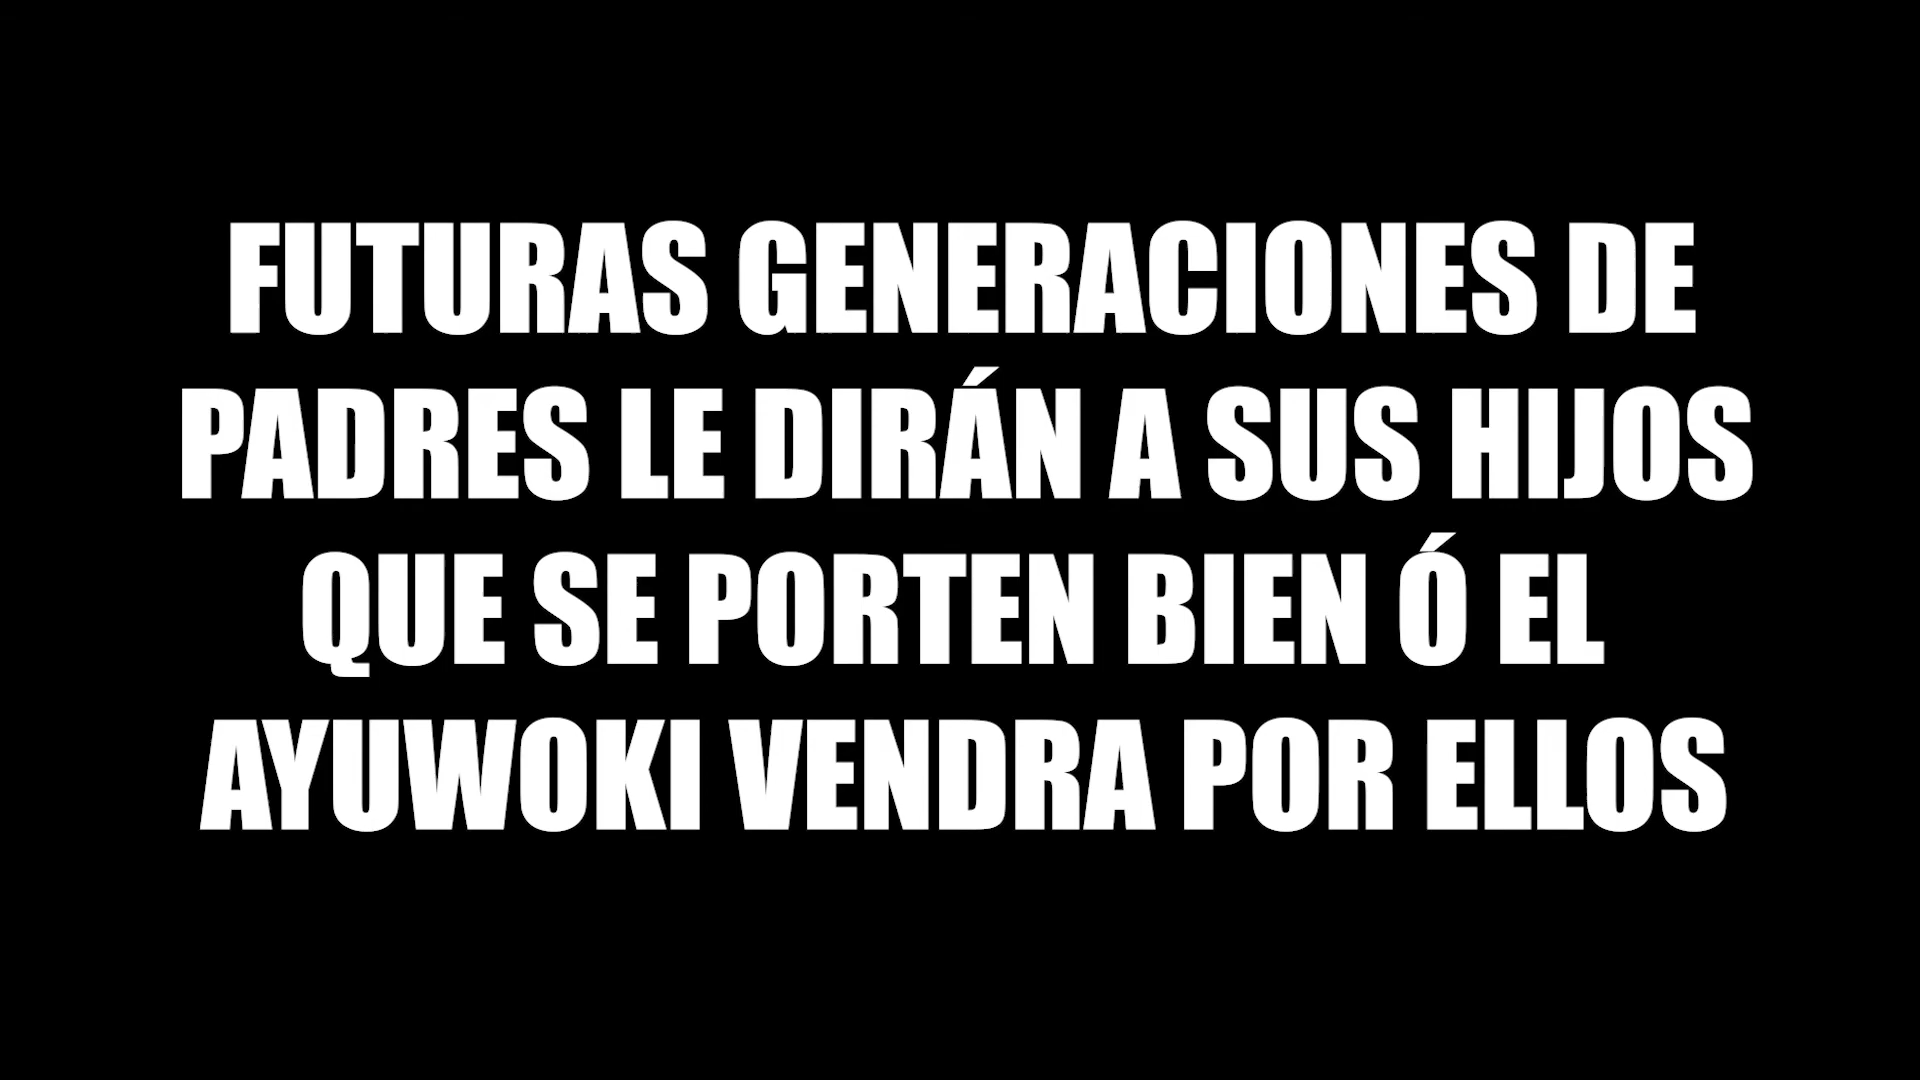 FUTURAS GENERACIONES DE
PADRES LE DIRÁN A SUS HIJOS
QUE SE PORTEN BIEN Ó EL
AYUWOKI VENDRA POR ELLOS